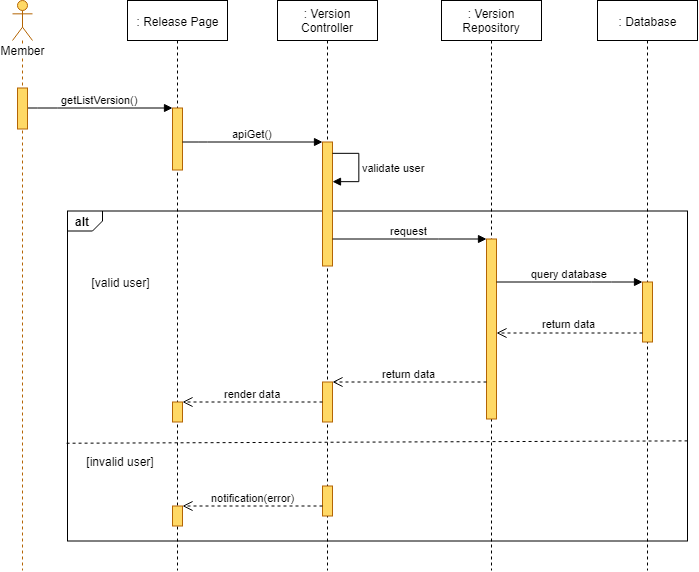 : Release Page
: Version
Controller
: Version
Repository
: Database
Member
getListVersion()
apiGet()
validate user
alt
request
[valid user]
query database
return data
return data
render data
[invalid user]
notification(error)